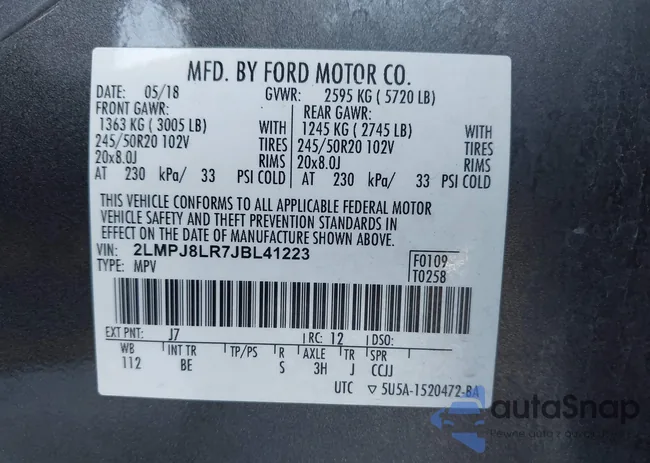 MFD. BY FORD MOTOR CO.
DATE: 05/18 GVWR: 2595 KG ( 5720 LB)
FRONT GAWR: REAR GAWR:
1363 KG ( 3005 LB) WITH 1245 KG ( 2745 LB) WITH
245/50R20 102V TIRES 245/50R20 102V TIRES
20x8.0J RIMS 20x8.0J RIMS
AT 230 kPa/ 33 PSI COLD AT 230 kPa/ 33 PSI COLD
THIS VEHICLE CONFORMS TO ALL APPLICABLE FEDERAL MOTOR
VEHICLE SAFETY AND THEFT PREVENTION STANDARDS IN
EFFECT ON THE DATE OF MANUFACTURE SHOWN ABOVE.
VIN: 2LMPJ8LR7JBL41223 F0109
TYPE: MPV T0258
EXT PNT: J7 RC: 12 DSO:
WB INT TR TP/PS R AXLE TR SPR
112 BE S 3H J CCJJ
UTC ▽ 5U5A-1520472-BA
autoSnap
Power auto auctions